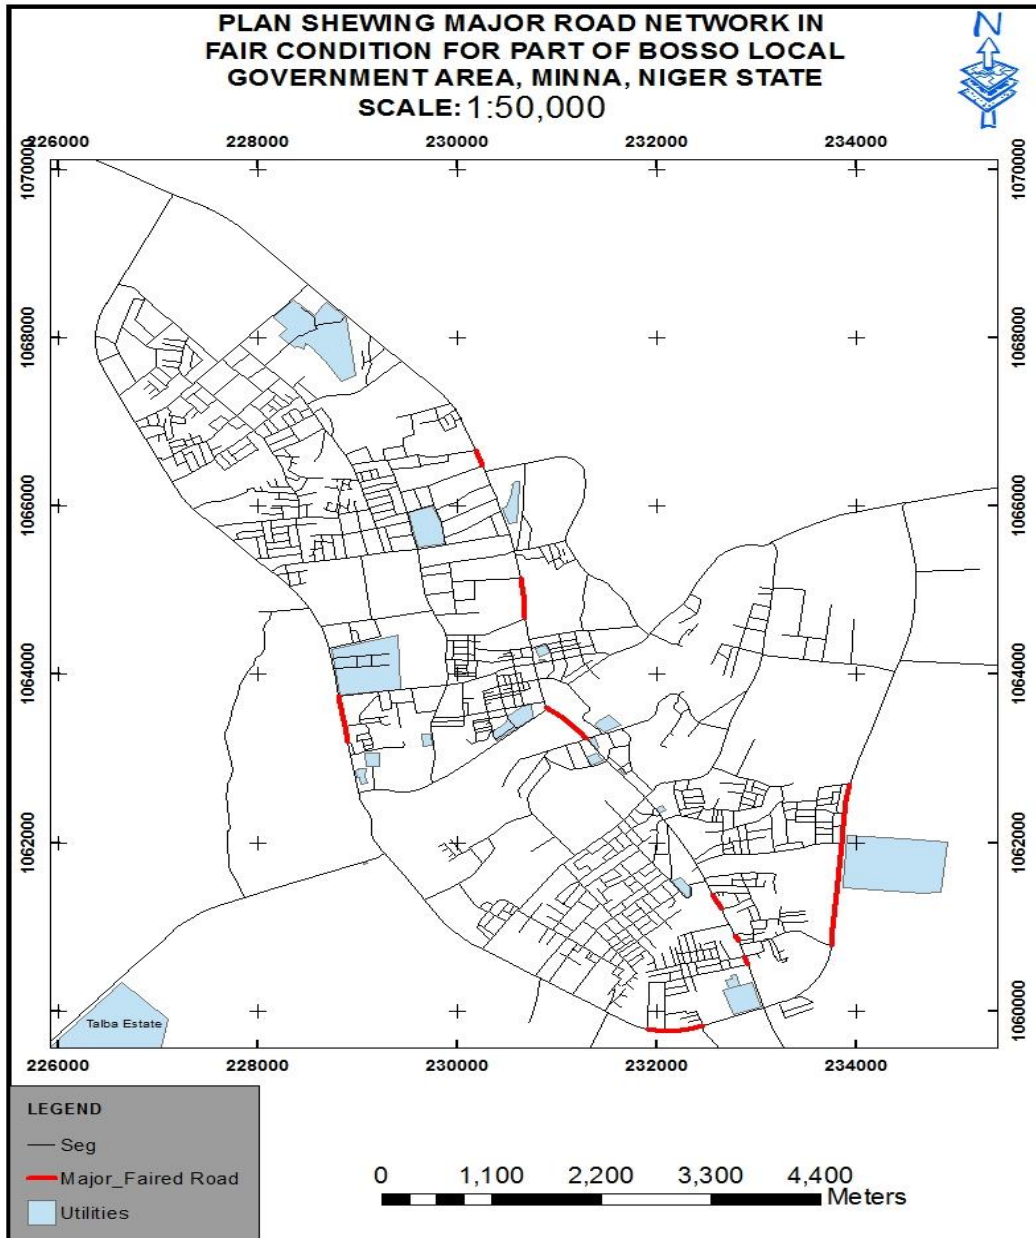 PLAN SHEWING MAJOR ROAD NETWORK IN
FAIR CONDITION FOR PART OF BOSSO LOCAL
GOVERNMENT AREA, MINNA, NIGER STATE
SCALE: 1:50,000
N
226000 228000 230000 232000 234000
1070000 1070000
1068000 1068000
1066000 1066000
1064000 1064000
1062000 1062000
1060000 1060000
Talba Estate
226000 228000 230000 232000 234000
LEGEND
Seg
Major_Faired Road
Utilities
0 1,100 2,200 3,300 4,400
Meters